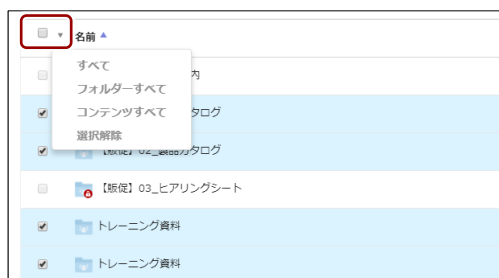 名前
すべて
内
フォルダーすべて
コンテンツすべて
タログ
選択解除
【販促】02_製品カタログ
【販促】03_ヒアリングシート
トレーニング資料
トレーニング資料